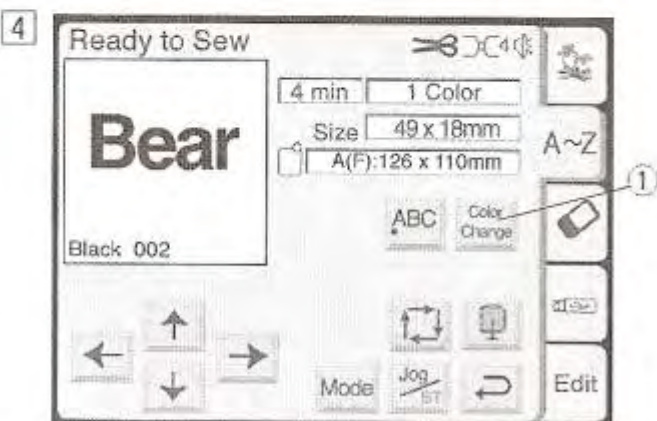 4
Ready to Sew
4 min 1 Color
Bear
Size 49 x 18mm
A(F):126 x 110mm
A~Z
1
ABC Color Change
Black 002
Mode Jog/ST
Edit